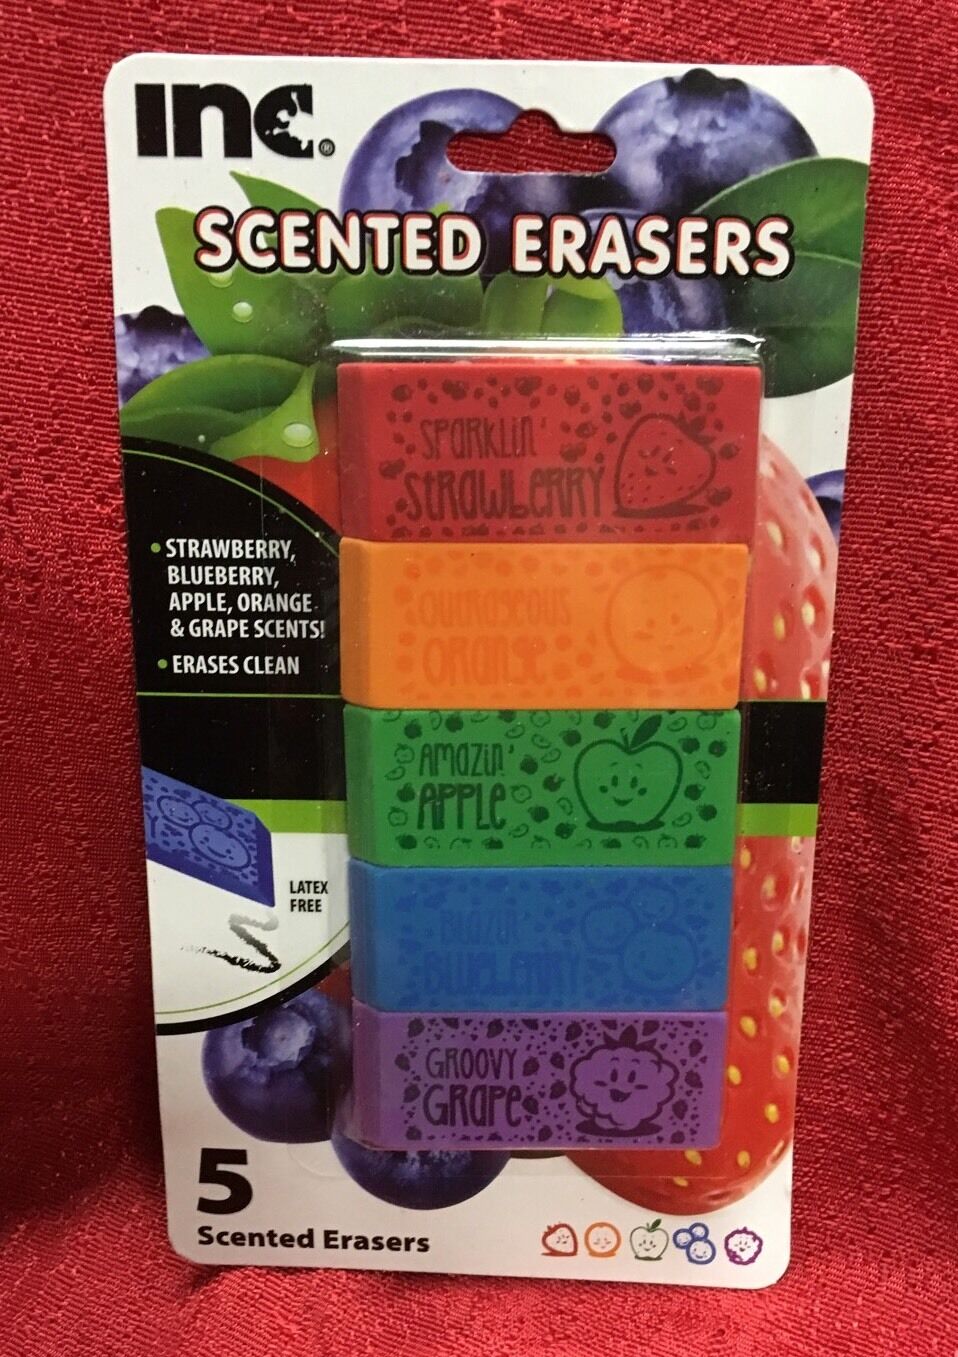 inc.®
SCENTED ERASERS
SPARKLIN'
STRAWBERRY
OUTRAGEOUS
ORANGE
AMAZIN'
APPLE
BLUEBERRY
GROOVY
GRAPE
• STRAWBERRY,
BLUEBERRY,
APPLE, ORANGE
& GRAPE SCENTS!
• ERASES CLEAN
LATEX
FREE
5
Scented Erasers